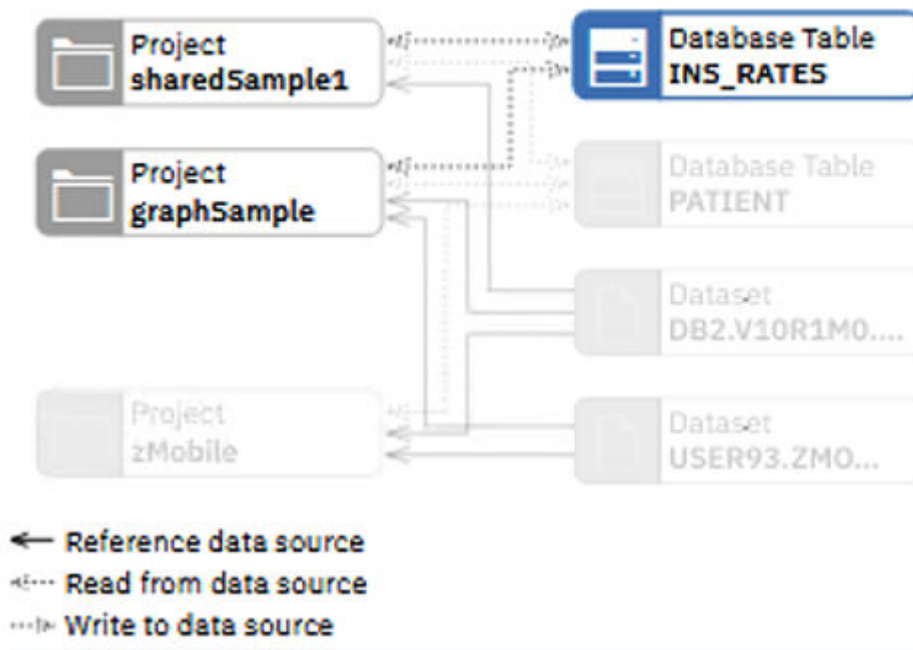 Project
sharedSample1
Database Table
INS_RATES
Project
graphSample
Database Table
PATIENT
Dataset
DB2.V10R1M0....
Project
zMobile
Dataset
USER93.ZMO...
Reference data source
Read from data source
Write to data source